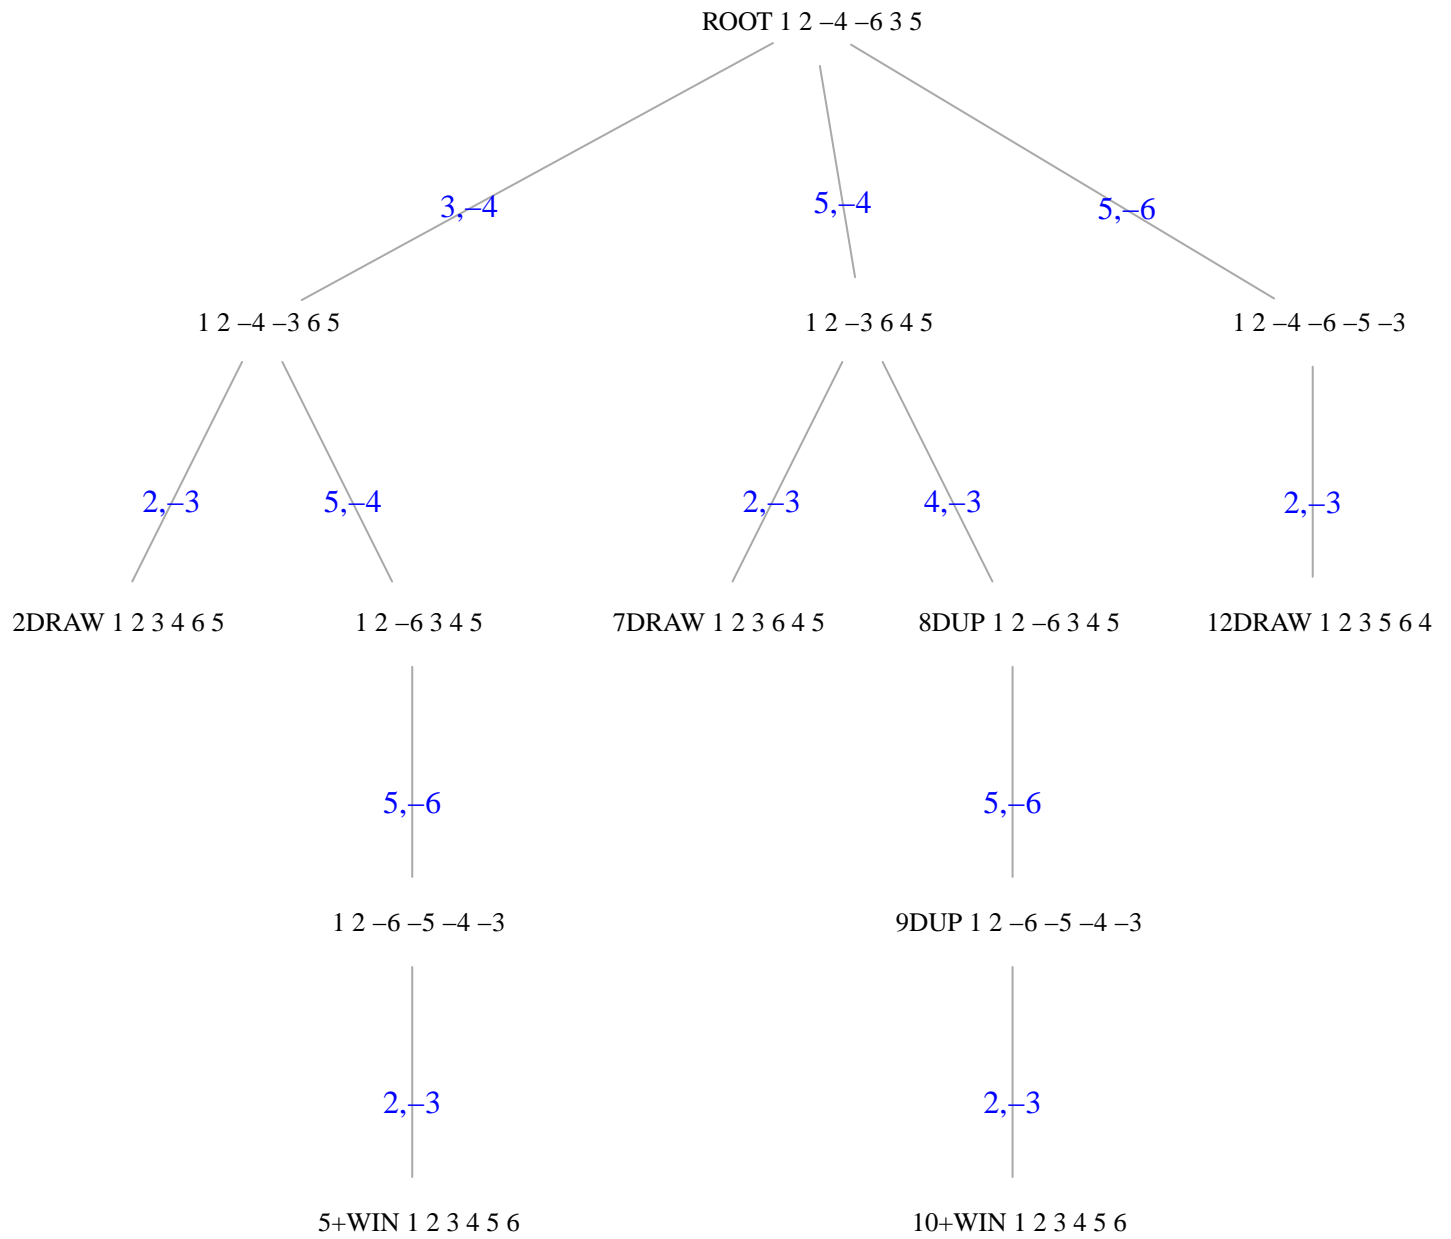 ROOT 1 2 –4 –6 3 5
3,–4
5,–4
5,–6
1 2 –4 –3 6 5
1 2 –3 6 4 5
1 2 –4 –6 –5 –3
2,–3
5,–4
2,–3
4,–3
2,–3
2DRAW 1 2 3 4 6 5
1 2 –6 3 4 5
7DRAW 1 2 3 6 4 5
8DUP 1 2 –6 3 4 5
12DRAW 1 2 3 5 6 4
5,–6
5,–6
1 2 –6 –5 –4 –3
9DUP 1 2 –6 –5 –4 –3
2,–3
2,–3
5+WIN 1 2 3 4 5 6
10+WIN 1 2 3 4 5 6